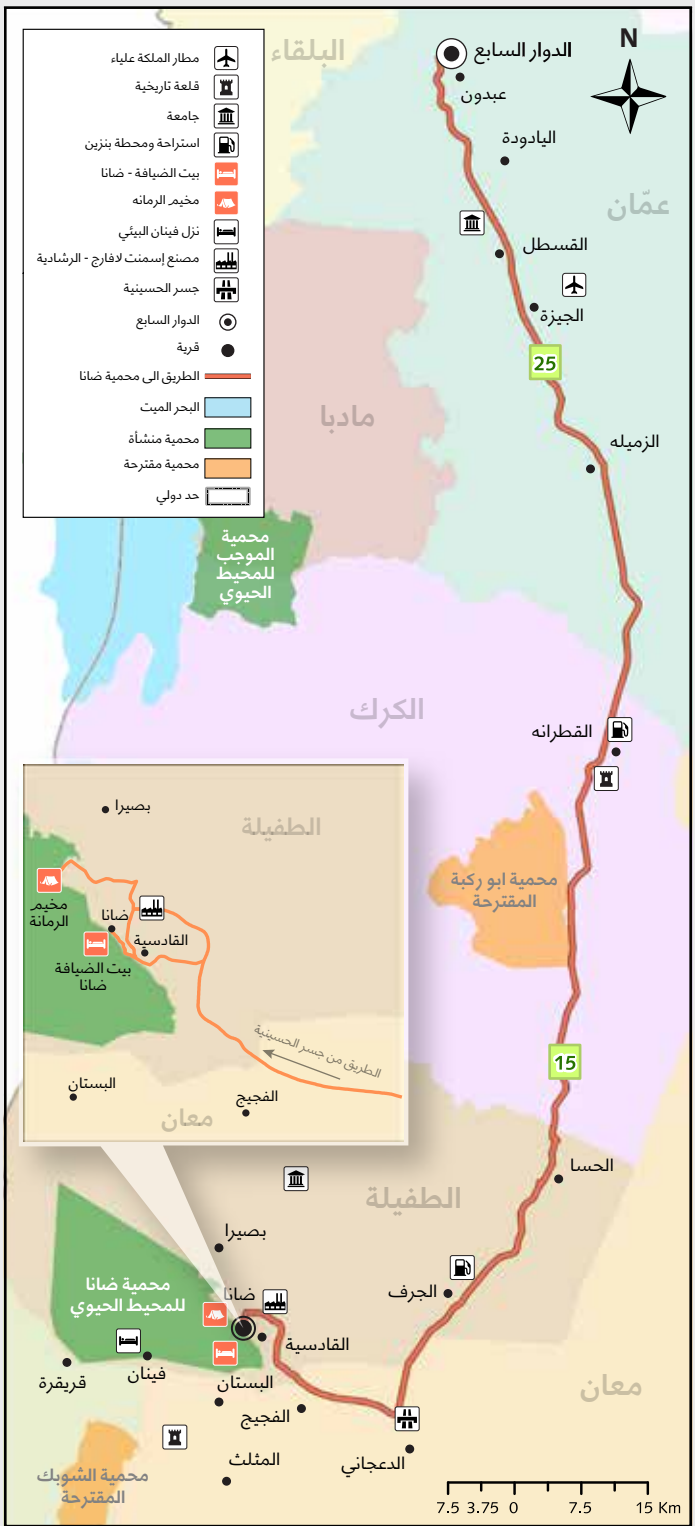 مطار الملكة علياء
قلعة تاريخية
جامعة
استراحة ومحطة بنزين
بيت الضيافة - ضانا
مخيم الرمانه
نزل فينان البيئي
مصنع إسمنت لافارج - الرشادية
جسر الحسينية
الدوار السابع
قرية
الطريق الى محمية ضانا
البحر الميت
محمية منشأة
محمية مقترحة
حد دولي
البلقاء
الدوار السابع
N
عبدون
اليادودة
عمّان
القسطل
الجيزة
25
مادبا
الزميله
محمية
الموجب
للمحيط
الحيوي
الكرك
القطرانه
محمية ابو ركبة
المقترحة
15
الحسا
بصيرا
الطفيلة
مخيم
الرمانة
ضانا
القادسية
بيت الضيافة
ضانا
الطريق من جسر الحسينية
البستان
الفجيج
معان
الطفيلة
بصيرا
الجرف
محمية ضانا
للمحيط الحيوي
ضانا
القادسية
قريقرة
فينان
البستان
الفجيج
معان
الدعجاني
المثلث
محمية الشوبك
المقترحة
7.5 3.75 0 7.5 15 Km